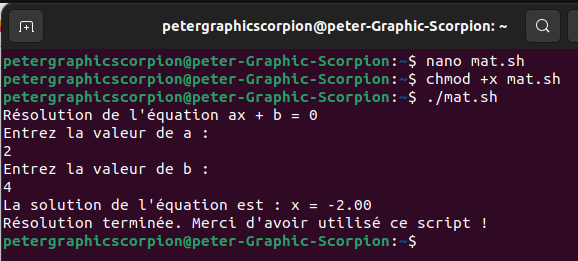 petergraphicscorpion@peter-Graphic-Scorpion: ~
petergraphicscorpion@peter-Graphic-Scorpion:~$ nano mat.sh
petergraphicscorpion@peter-Graphic-Scorpion:~$ chmod +x mat.sh
petergraphicscorpion@peter-Graphic-Scorpion:~$ ./mat.sh
Résolution de l'équation ax + b = 0
Entrez la valeur de a :
2
Entrez la valeur de b :
4
La solution de l'équation est : x = -2.00
Résolution terminée. Merci d'avoir utilisé ce script !
petergraphicscorpion@peter-Graphic-Scorpion:~$